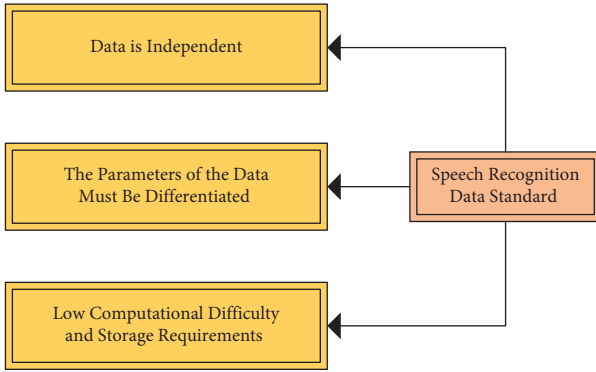 Data is Independent
The Parameters of the Data
Must Be Differentiated
Speech Recognition
Data Standard
Low Computational Difficulty
and Storage Requirements